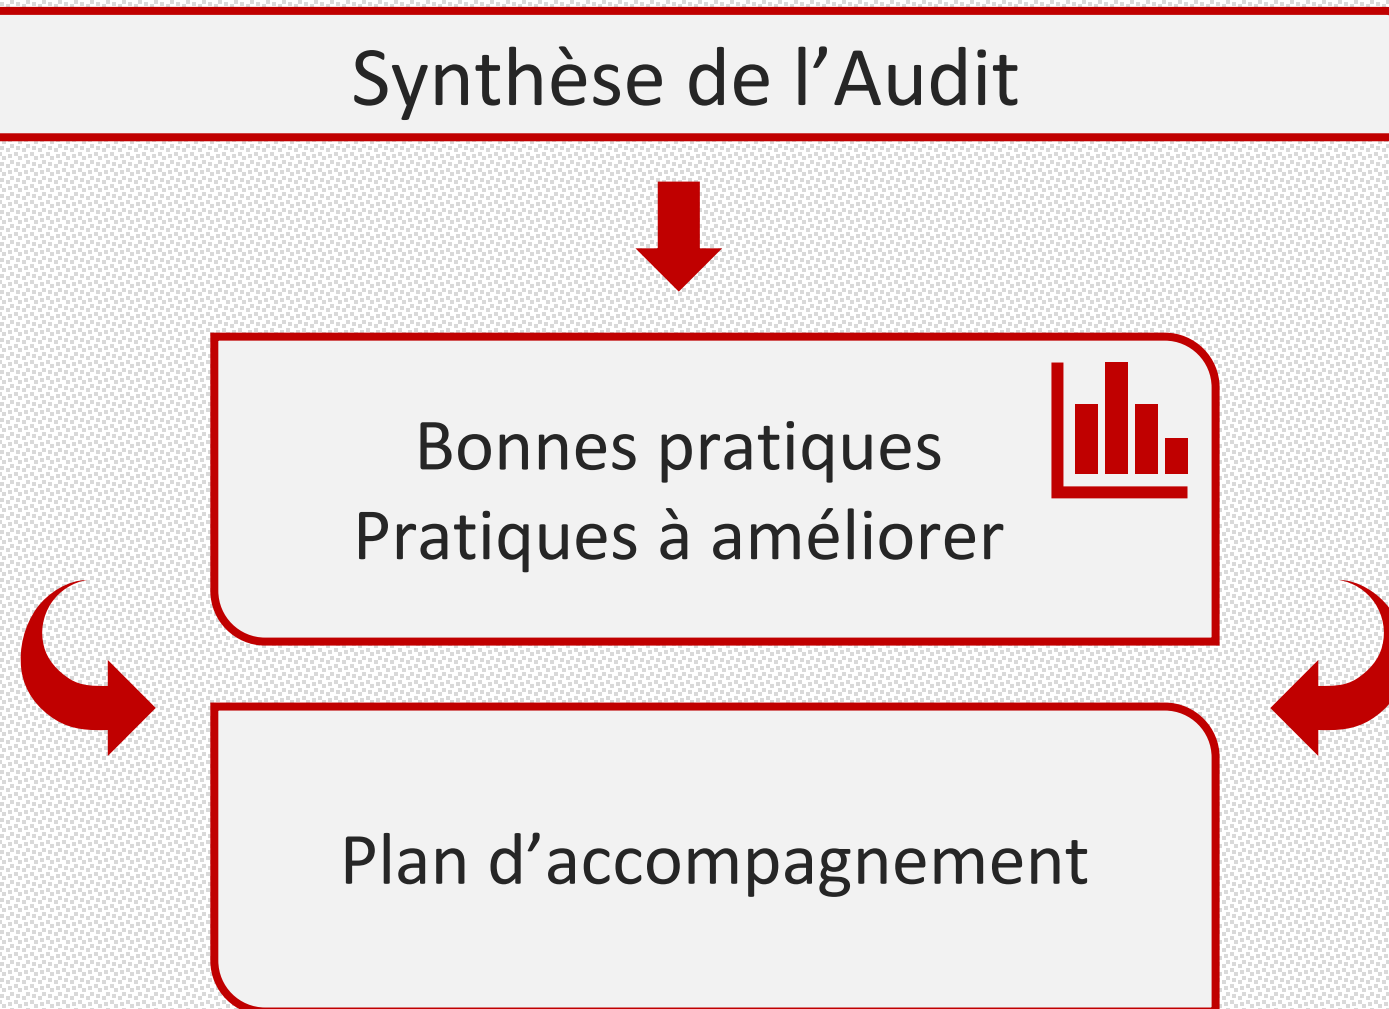 Synthèse de l’Audit
Bonnes pratiques
Pratiques à améliorer
Plan d’accompagnement